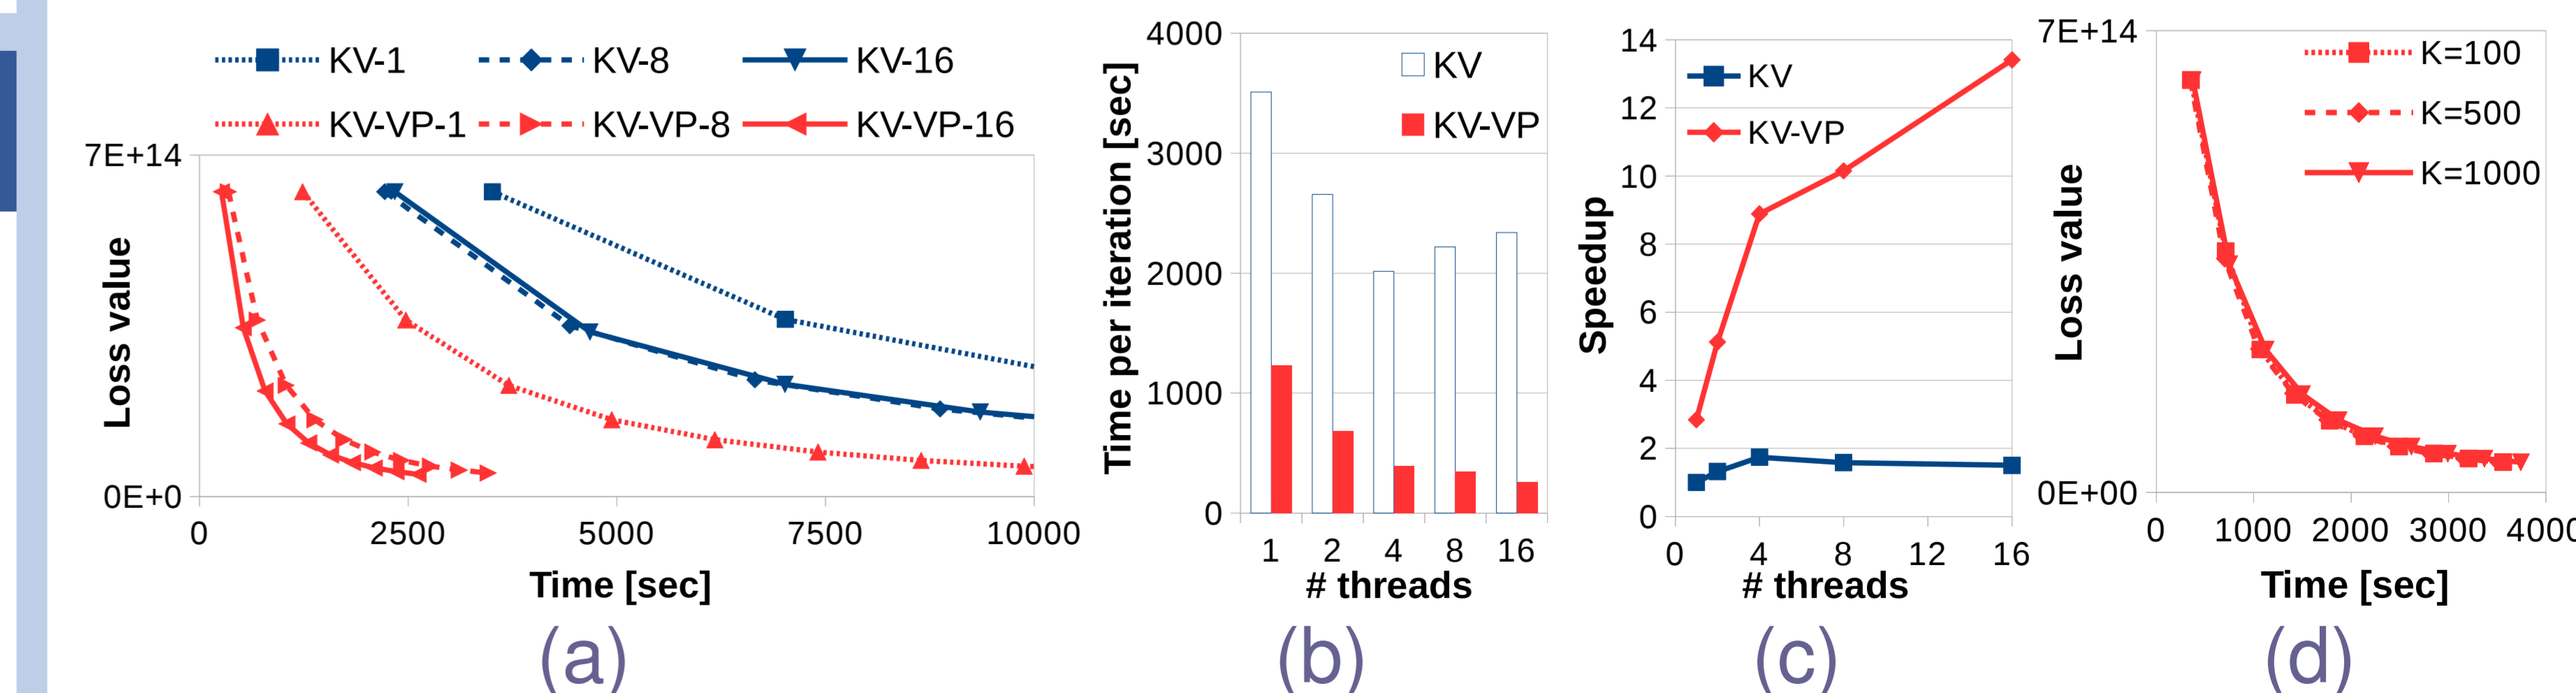 KV-1 KV-8 KV-16
KV-VP-1 KV-VP-8 KV-VP-16
7E+14
0E+0
Loss value
0 2500 5000 7500 10000
Time [sec]
(a)
4000
3000
2000
1000
0
Time per iteration [sec]
KV
KV-VP
1 2 4 8 16
# threads
(b)
14
12
10
8
6
4
2
0
Speedup
KV
KV-VP
0 4 8 12 16
# threads
(c)
7E+14
0E+00
Loss value
K=100
K=500
K=1000
0 1000 2000 3000 4000
Time [sec]
(d)